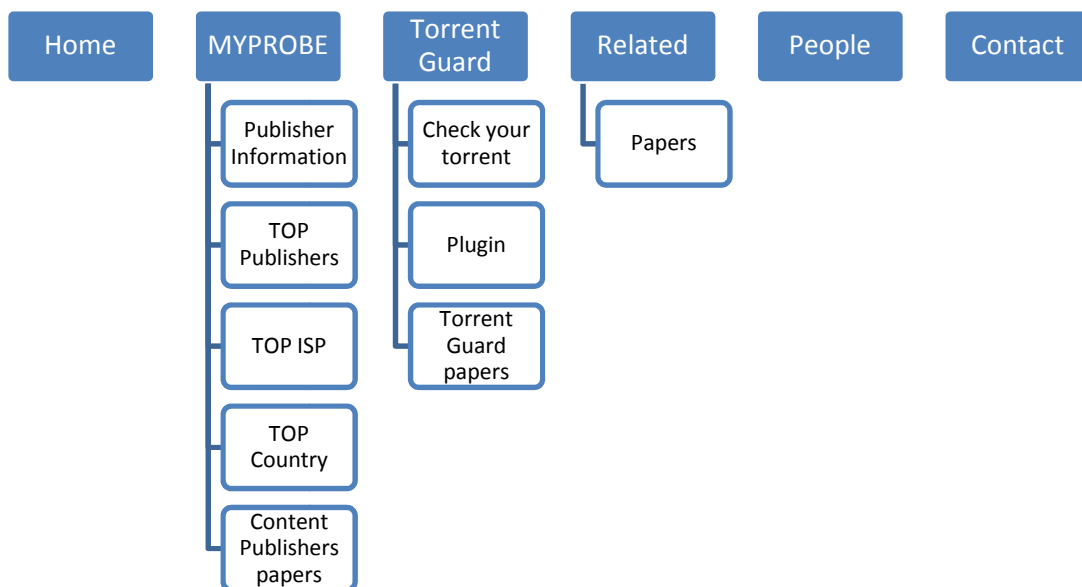 Home
MYPROBE
Torrent
Guard
Related
People
Contact
Publisher
Information
TOP
Publishers
TOP ISP
TOP
Country
Content
Publishers
papers
Check your
torrent
Plugin
Torrent
Guard
papers
Papers